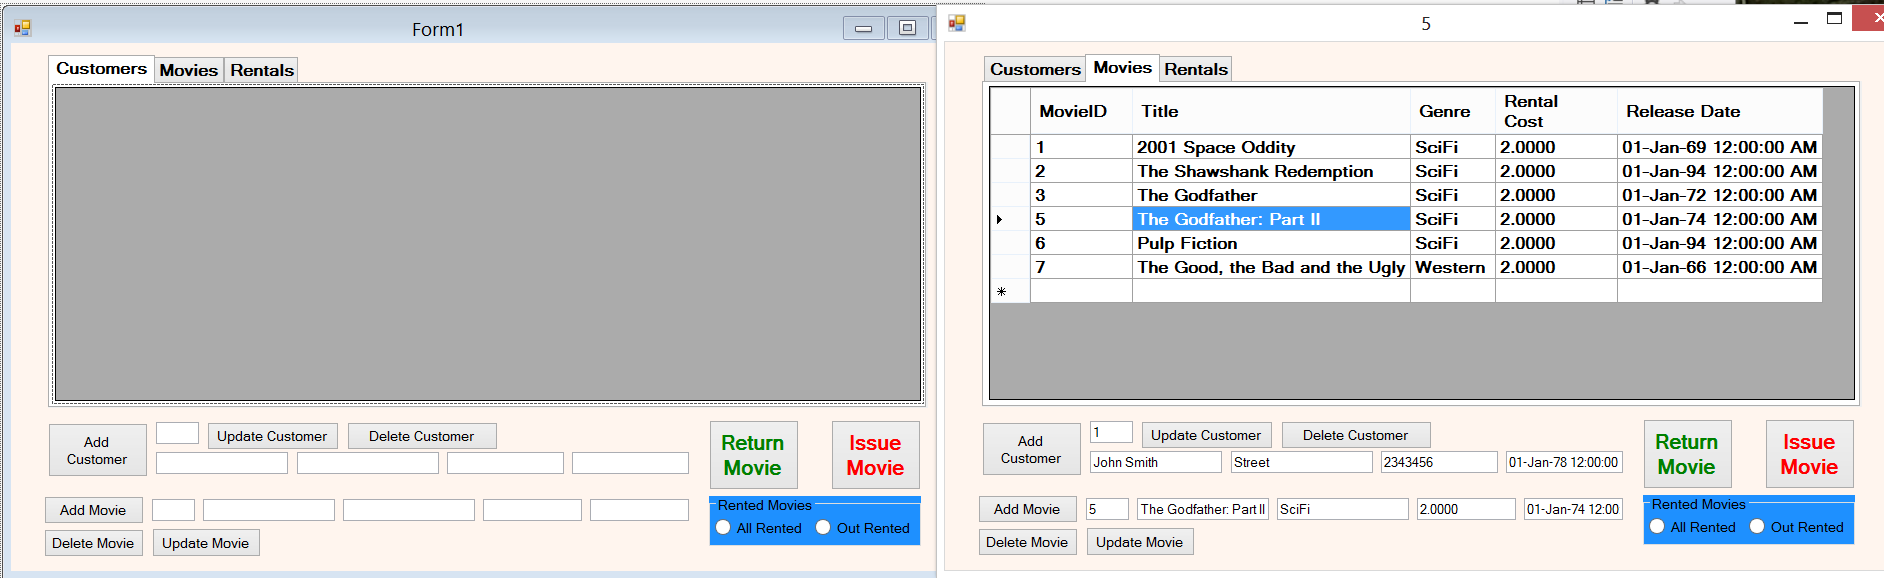 Form1
Customers Movies Rentals
Add Customer
Update Customer Delete Customer
Return Movie
Issue Movie
Add Movie
Rented Movies
All Rented Out Rented
Delete Movie Update Movie
5
Customers Movies Rentals
MovieID Title Genre Rental Cost Release Date
1 2001 Space Oddity SciFi 2.0000 01-Jan-69 12:00:00 AM
2 The Shawshank Redemption SciFi 2.0000 01-Jan-94 12:00:00 AM
3 The Godfather SciFi 2.0000 01-Jan-72 12:00:00 AM
5 The Godfather: Part II SciFi 2.0000 01-Jan-74 12:00:00 AM
6 Pulp Fiction SciFi 2.0000 01-Jan-94 12:00:00 AM
7 The Good, the Bad and the Ugly Western 2.0000 01-Jan-66 12:00:00 AM
*
Add Customer
1 Update Customer Delete Customer
John Smith Street 2343456 01-Jan-78 12:00:00
Return Movie
Issue Movie
Add Movie 5 The Godfather: Part II SciFi 2.0000 01-Jan-74 12:00
Rented Movies
All Rented Out Rented
Delete Movie Update Movie